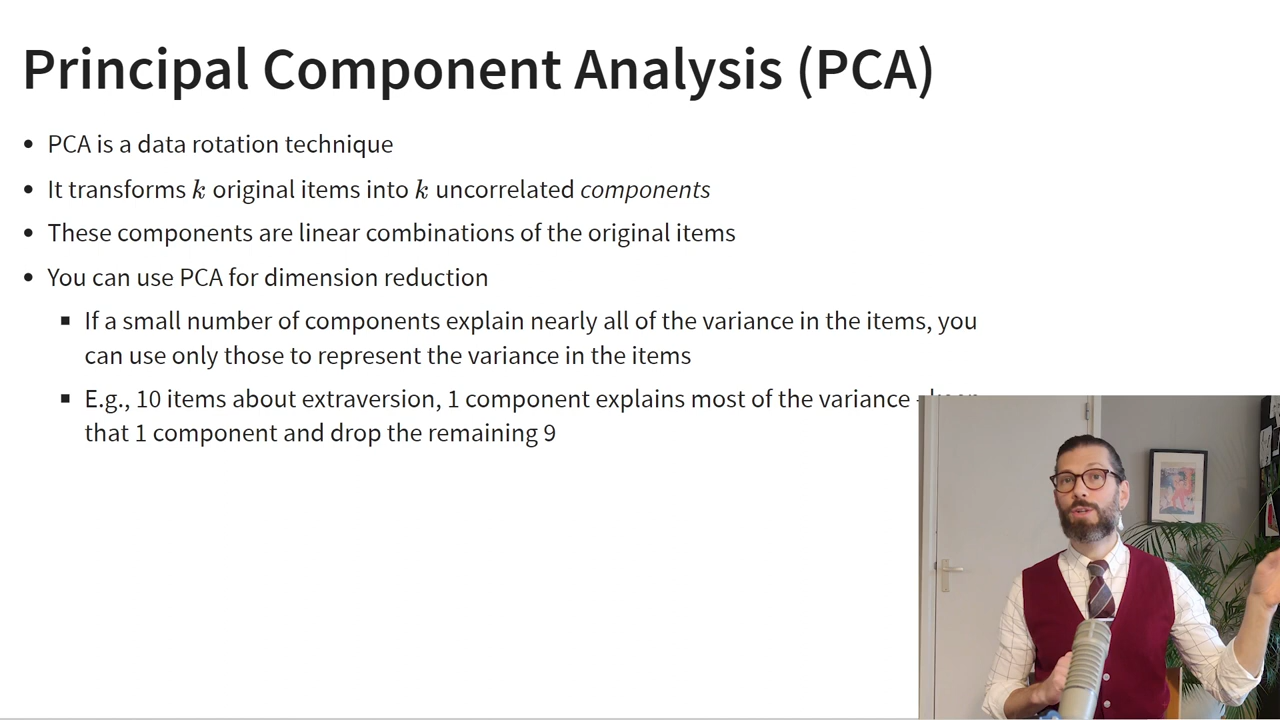 Principal Component Analysis (PCA)
• PCA is a data rotation technique
• It transforms k original items into k uncorrelated components
• These components are linear combinations of the original items
• You can use PCA for dimension reduction
▪ If a small number of components explain nearly all of the variance in the items, you
can use only those to represent the variance in the items
▪ E.g., 10 items about extraversion, 1 component explains most of the variance -
that 1 component and drop the remaining 9